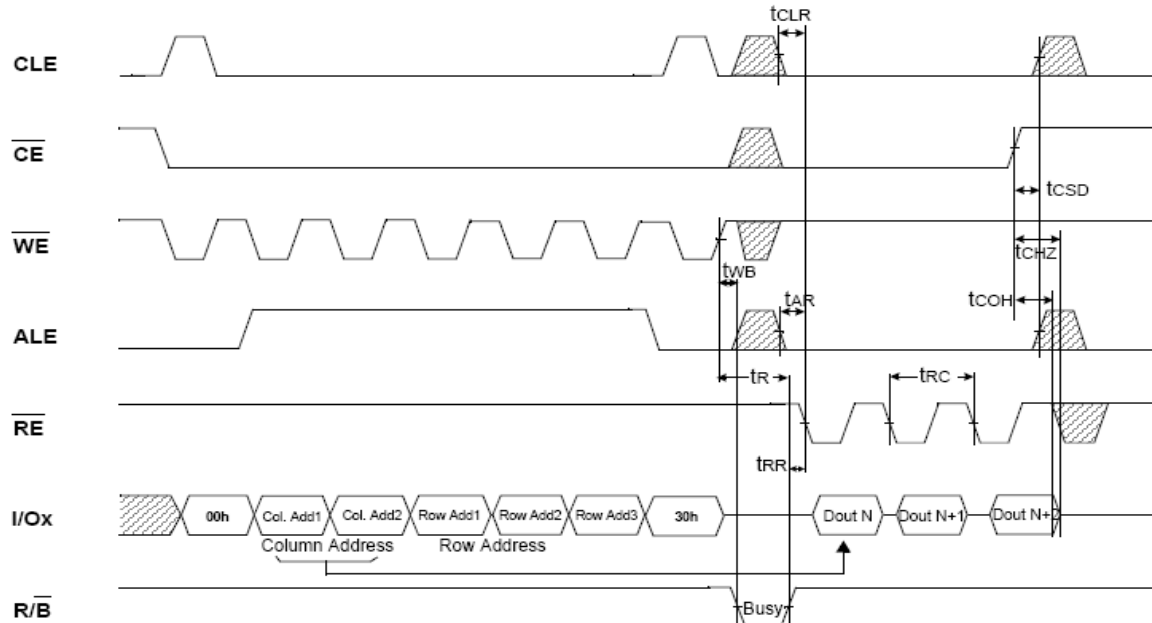 tCLR
CLE
CE
tCSD
WE
tCHZ
tWB
tAR
tCOH
ALE
tR
tRC
RE
tRR
I/Ox
00h
Col. Add1
Col. Add2
Row Add1
Row Add2
Row Add3
30h
Dout N
Dout N+1
Dout N+2
Column Address
Row Address
R/B
Busy